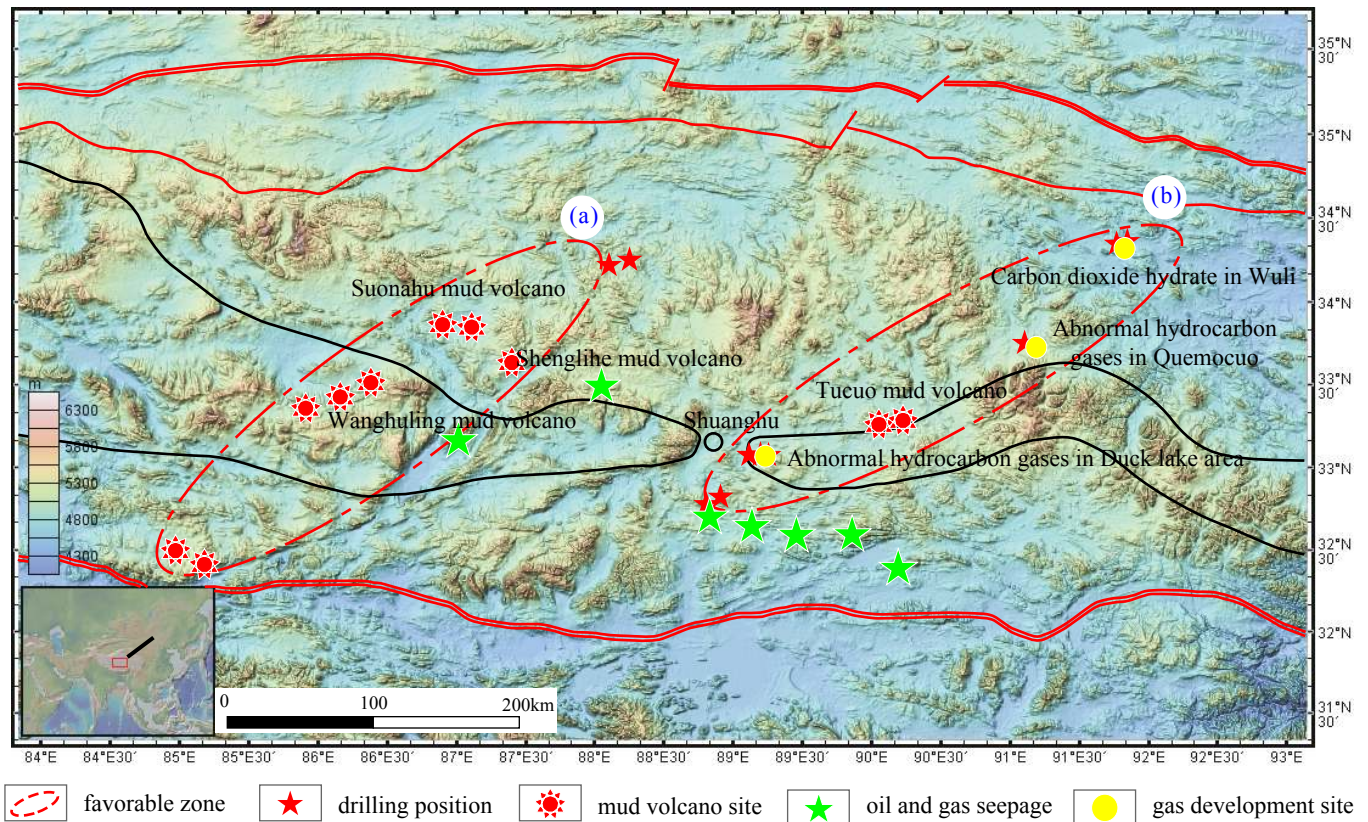 35°N
30′
35°N
34°N
30′
34°N
33°N
30′
33°N
32°N
30′
32°N
31°N
30′
(a)
(b)
Suonahu mud volcano
Carbon dioxide hydrate in Wuli
Abnormal hydrocarbon
gases in Quemocuo
Shenglihe mud volcano
Tucuo mud volcano
Wanghuling mud volcano
Shuanghu
Abnormal hydrocarbon gases in Duck lake area
m
6300
5800
5300
4800
4300
0
100
200km
84°E
84°E30′
85°E
85°E30′
86°E
86°E30′
87°E
87°E30′
88°E
88°E30′
89°E
89°E30′
90°E
90°E30′
91°E
91°E30′
92°E
92°E30′
93°E
favorable zone
drilling position
mud volcano site
oil and gas seepage
gas development site